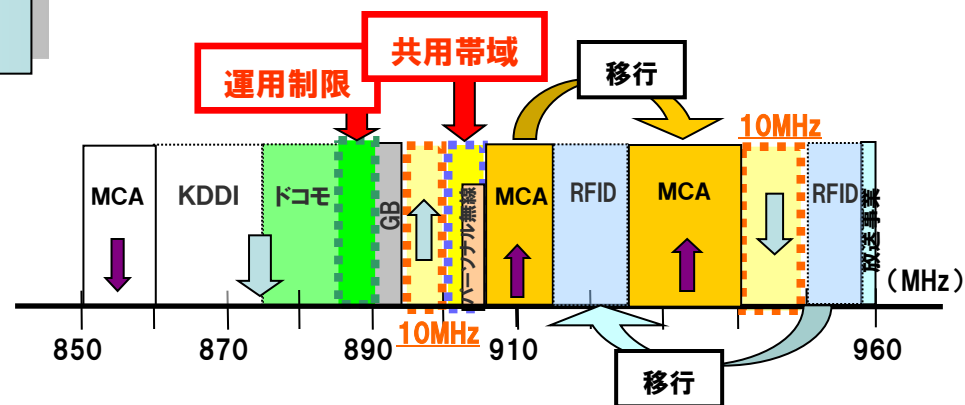 共用帯域
運用制限
移行
10MHz
MCA
KDDI
ドコモ
GB
パーソナル無線
MCA
RFID
MCA
RFID
放送事業
(MHz)
10MHz
850
870
890
910
960
移行